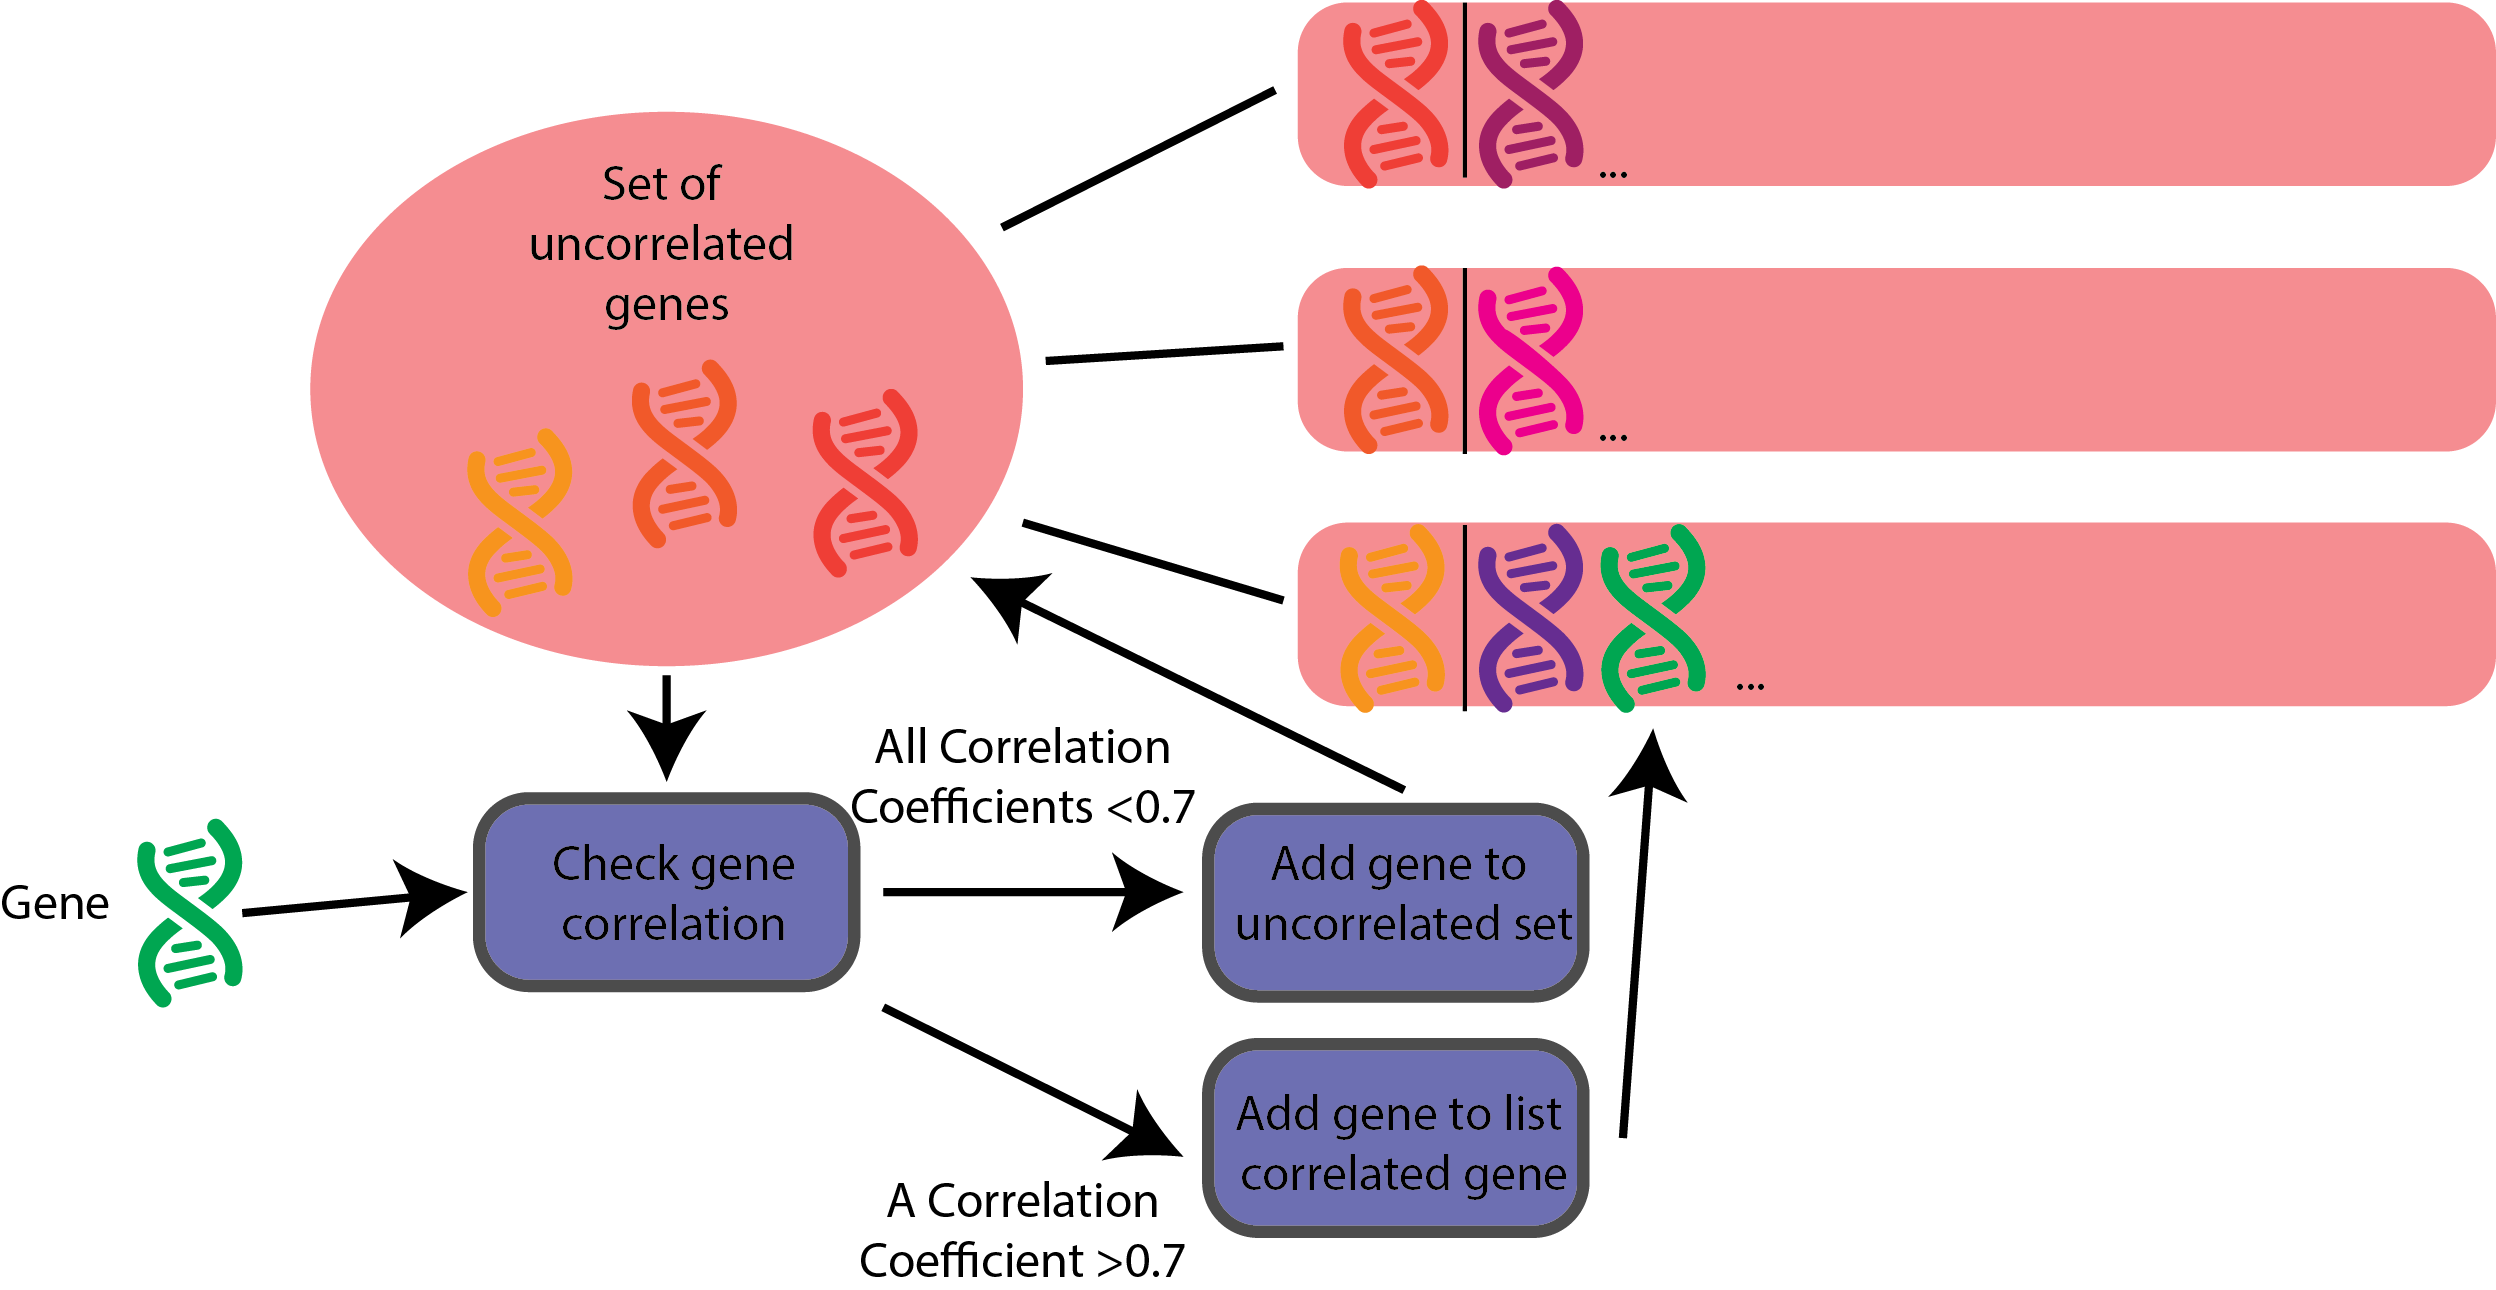 Set of
uncorrelated
genes
...
...
...
All Correlation
Coefficients <0.7
Gene
Check gene
correlation
Add gene to
uncorrelated set
Add gene to list
correlated gene
A Correlation
Coefficient >0.7